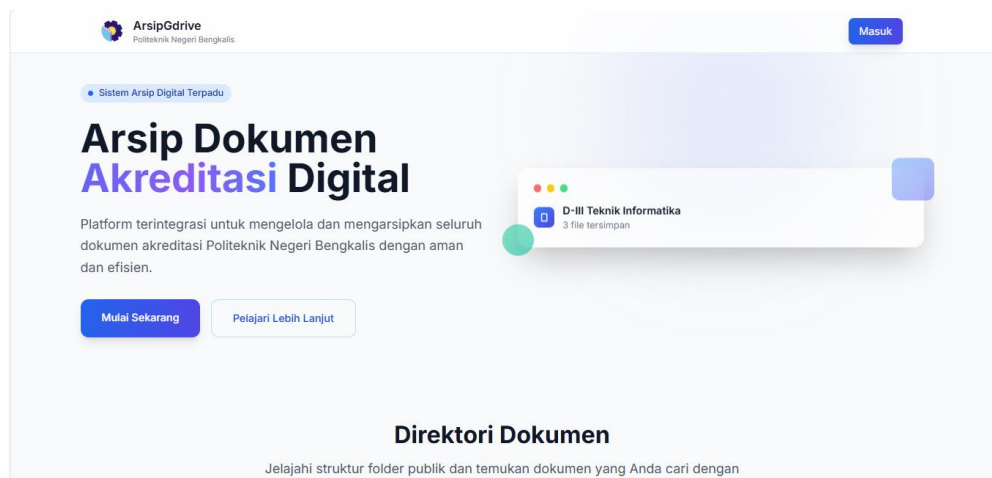 ArsipGdrive
Politeknik Negeri Bengkalis
Masuk
Sistem Arsip Digital Terpadu
Arsip Dokumen
Akreditasi Digital
Platform terintegrasi untuk mengelola dan mengarsipkan seluruh
dokumen akreditasi Politeknik Negeri Bengkalis dengan aman
dan efisien.
Mulai Sekarang
Pelajari Lebih Lanjut
D-III Teknik Informatika
3 file tersimpan
Direktori Dokumen
Jelajahi struktur folder publik dan temukan dokumen yang Anda cari dengan